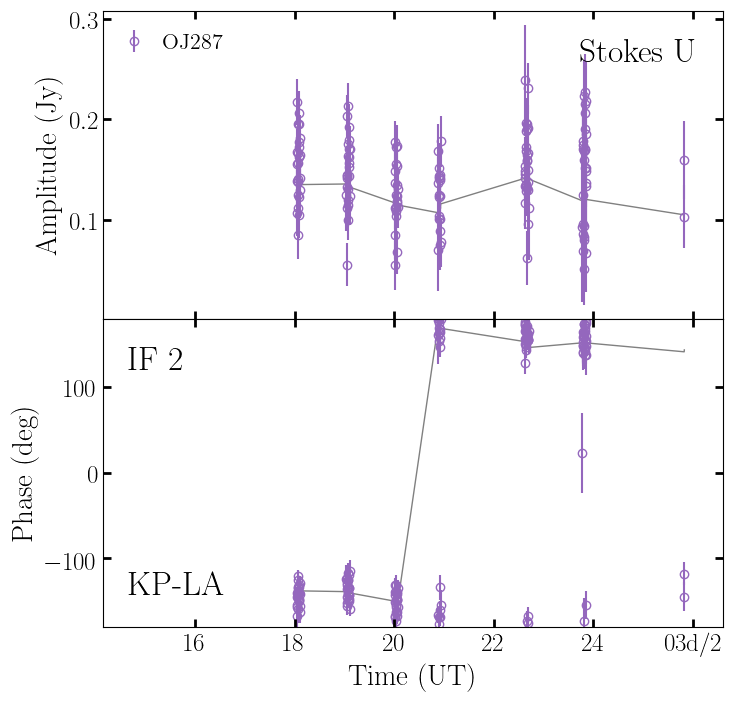 0.3
OJ287
Stokes U
0.2
0.1
Amplitude (Jy)
IF 2
100
0
−100
Phase (deg)
KP-LA
16 18 20 22 24 03d/2
Time (UT)